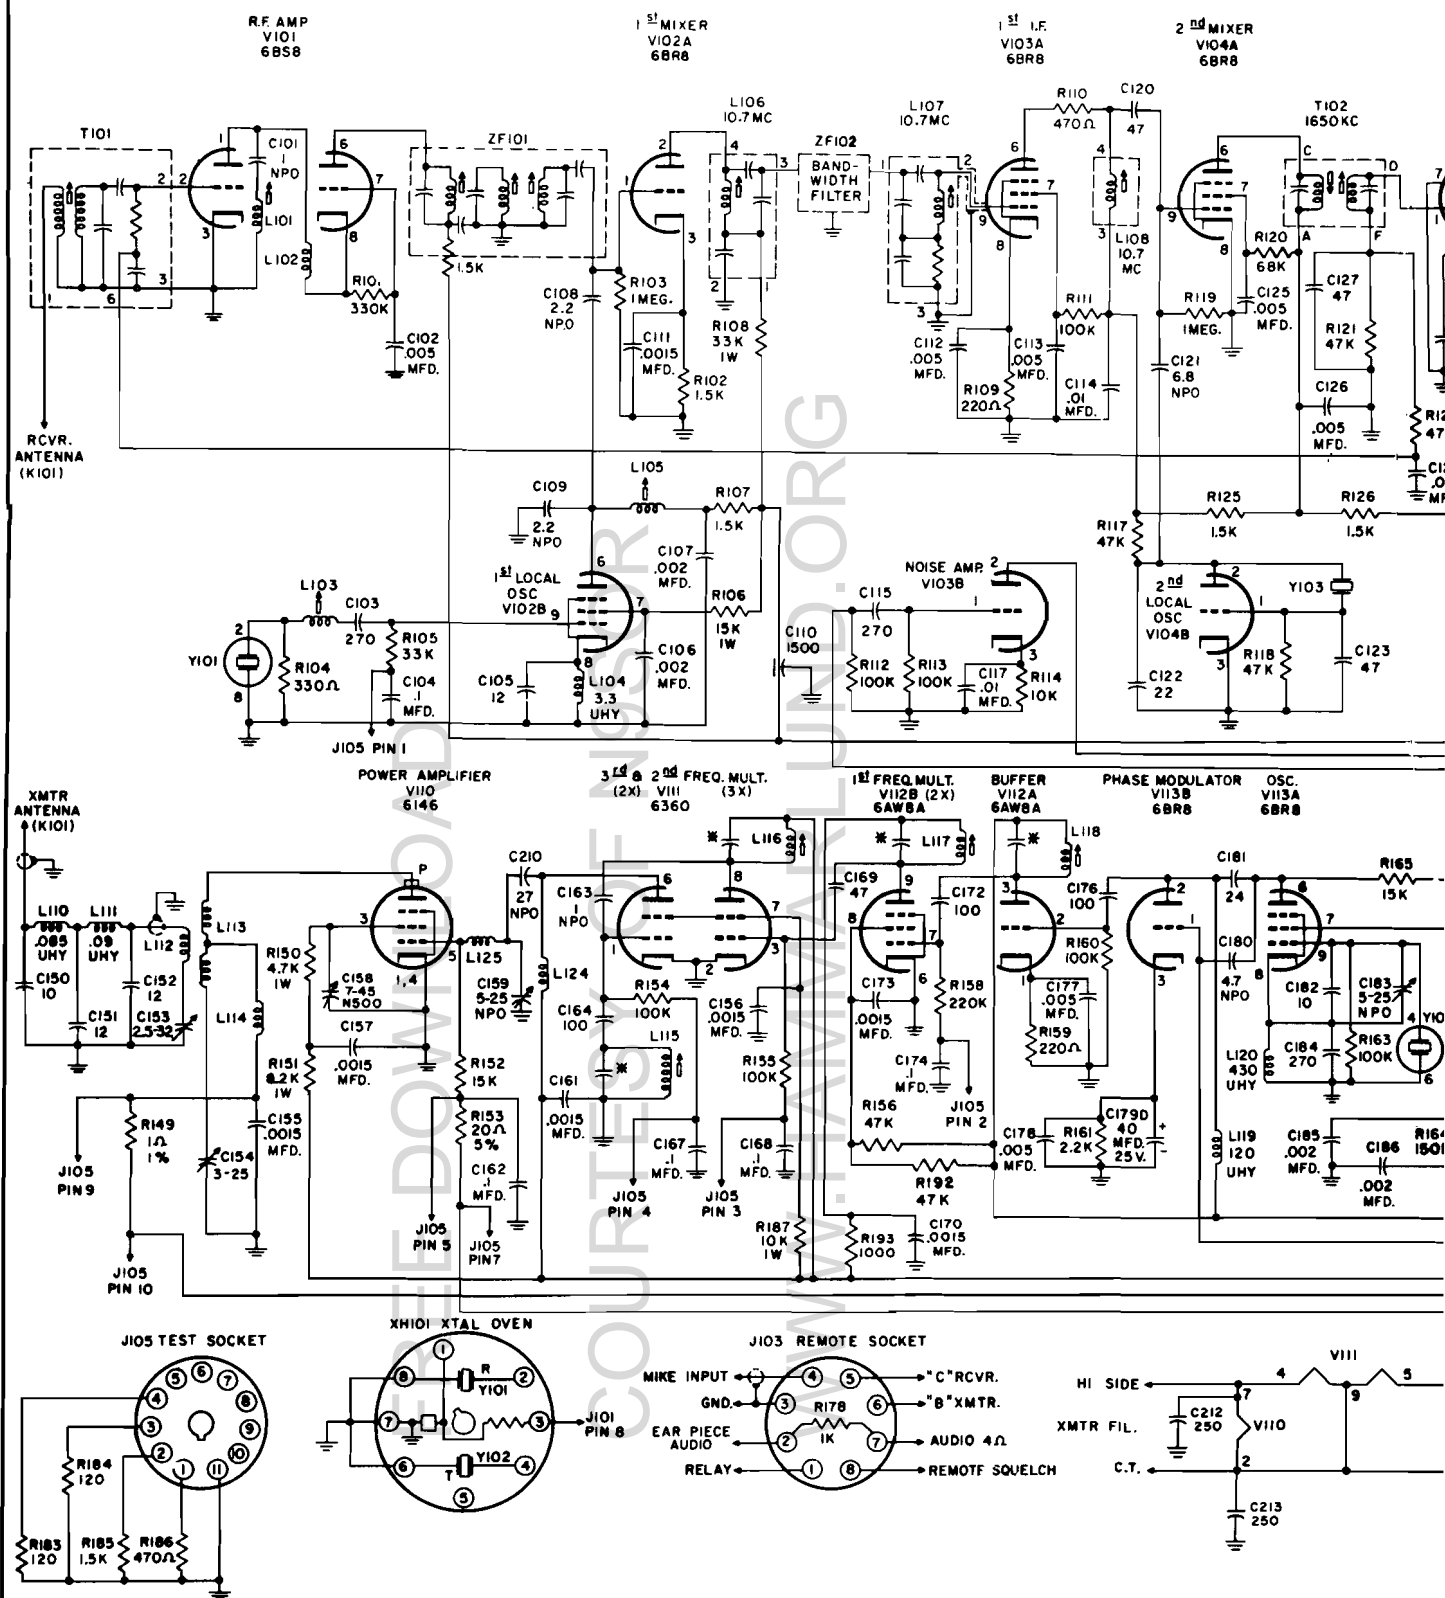 R.F. AMP
V101
6BS8
1 st MIXER
V102A
6BR8
1 st I.F.
V103A
6BR8
2 nd MIXER
V104A
6BR8
T101
C101
1
NPO
L101
L102
R101
330K
C102
.005
MFD.
ZF101
1.5K
L106
10.7MC
ZF102
BAND-
WIDTH
FILTER
L107
10.7MC
R110
470Ω
C120
47
L108
10.7
MC
T102
1650KC
C108
2.2
NPO
R103
1MEG.
C111
.0015
MFD.
R102
1.5K
R108
33K
1W
C112
.005
MFD.
R109
220Ω
C113
.005
MFD.
R111
100K
C114
.01
MFD.
C121
6.8
NPO
R119
1MEG.
R120
68K
C125
.005
MFD.
C127
47
R121
47K
C126
.005
MFD.
RCVR.
ANTENNA
(K101)
L105
C109
2.2
NPO
R107
1.5K
C107
.002
MFD.
1st LOCAL
OSC
V102B
R106
15K
1W
C106
.002
MFD.
C110
1500
L103
C103
270
Y101
R104
330Ω
R105
33K
C104
.1
MFD.
C105
12
L104
3.3
UHY
J105 PIN 1
NOISE AMP.
V103B
C115
270
R112
100K
R113
100K
C117
.01
MFD.
R114
10K
R117
47K
R125
1.5K
R126
1.5K
2 nd
LOCAL
OSC
V104B
Y103
R118
47K
C122
22
C123
47
XMTR
ANTENNA
(K101)
POWER AMPLIFIER
V110
6146
3rd & 2nd FREQ. MULT.
(2X) V111 (3X)
6360
1st FREQ. MULT.
V112B (2X)
6AW8A
BUFFER
V112A
6AW8A
PHASE MODULATOR
V113B
6BR8
OSC.
V113A
6BR8
L110
.085
UHY
L111
.09
UHY
L112
L113
L114
C150
10
C151
12
C152
12
C153
2.5-32
R150
4.7K
1W
C158
7-45
N500
C157
.0015
MFD.
R151
8.2K
1W
C155
.0015
MFD.
C154
3-25
R149
1Ω
1%
J105
PIN 9
J105
PIN 10
C210
27
NPO
L125
C159
5-25
NPO
L124
R152
15K
R153
20Ω
5%
C162
.1
MFD.
C161
.0015
MFD.
J105
PIN 5
J105
PIN 7
C163
1
NPO
C164
100
R154
100K
L115
L116
C156
.0015
MFD.
R155
100K
C167
.1
MFD.
C168
.1
MFD.
J105
PIN 4
J105
PIN 3
R187
10K
1W
C169
47
L117
C172
100
C173
.0015
MFD.
R158
220K
C174
.1
MFD.
J105
PIN 2
R156
47K
R192
47K
R193
1000
C170
.0015
MFD.
L118
C176
100
R160
100K
C177
.005
MFD.
R159
220Ω
C178
.005
MFD.
R161
2.2K
C179D
40
MFD.
25V.
C181
24
C180
4.7
NPO
R165
15K
C182
10
C183
5-25
NPO
C184
270
R163
100K
L120
430
UHY
L119
120
UHY
C185
.002
MFD.
C186
.002
MFD.
R164
J105 TEST SOCKET
R184
120
R183
120
R185
1.5K
R186
470Ω
XH101 XTAL OVEN
R
Y101
Y102
T
J101
PIN 8
J103 REMOTE SOCKET
MIKE INPUT
GND.
EAR PIECE
AUDIO
RELAY
R178
1K
"C" RCVR.
"B" XMTR.
AUDIO 4Ω
REMOTE SQUELCH
HI SIDE
XMTR FIL.
C.T.
C212
250
V110
V111
C213
250
FREE DOWNLOAD
COURTESY OF N5SOR
WWW.HAMMARLUND.ORG